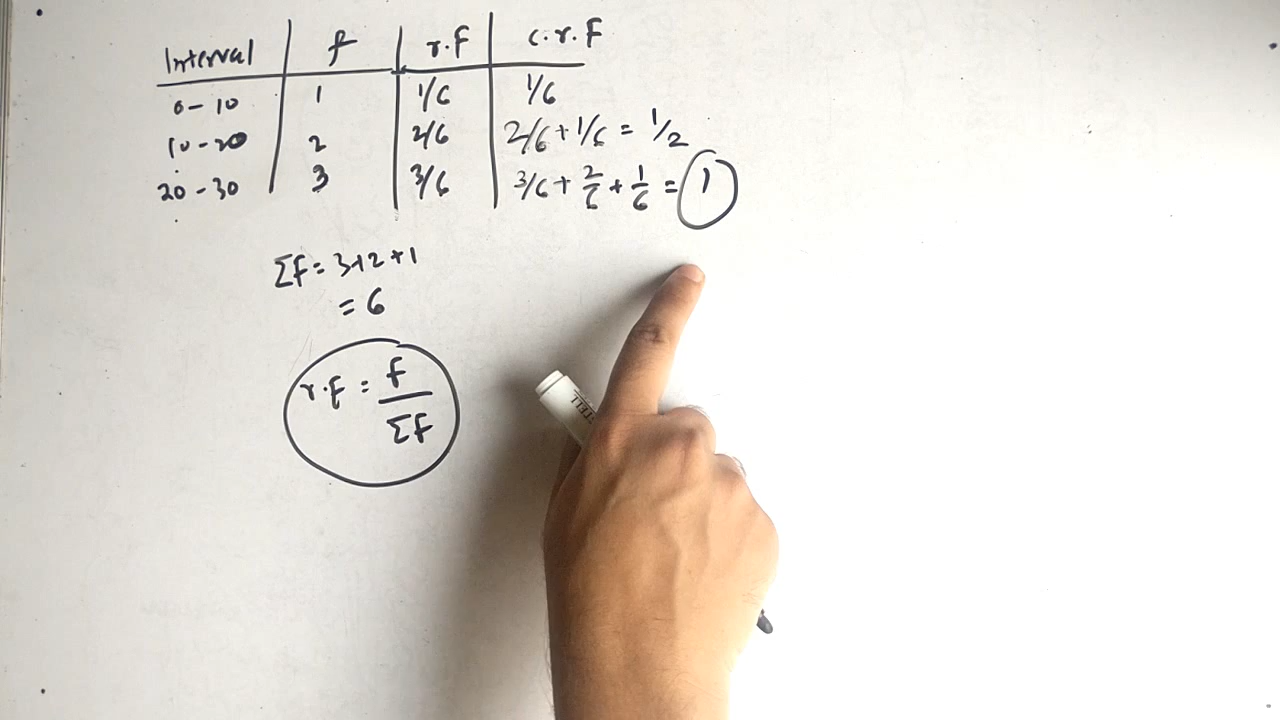 Interval f r.F c.r.F
0-10 1 1/6 1/6
10-20 2 2/6 2/6+1/6 = 1/2
20-30 3 3/6 3/6 + 2/6 + 1/6 = 1
Σf = 3+2+1
= 6
r.f = f/Σf